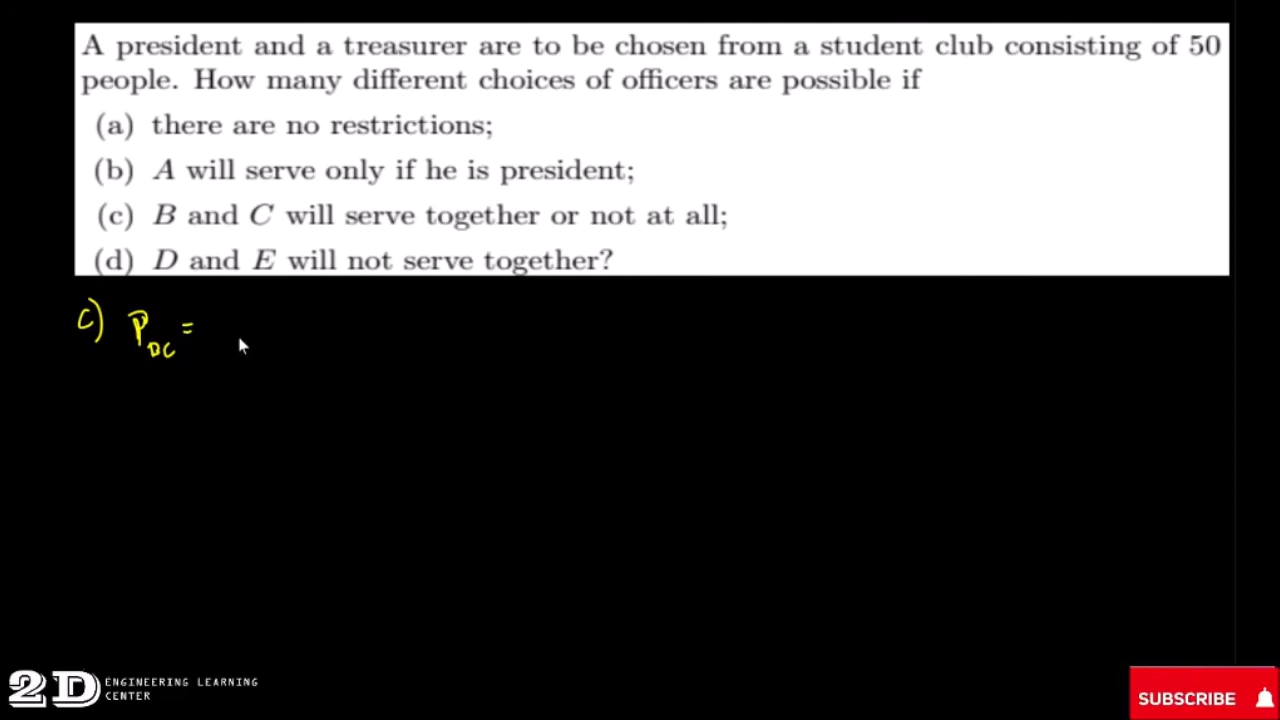 A president and a treasurer are to be chosen from a student club consisting of 50
people. How many different choices of officers are possible if
(a) there are no restrictions;
(b) A will serve only if he is president;
(c) B and C will serve together or not at all;
(d) D and E will not serve together?
c) P_BC =
2D ENGINEERING LEARNING
CENTER
SUBSCRIBE